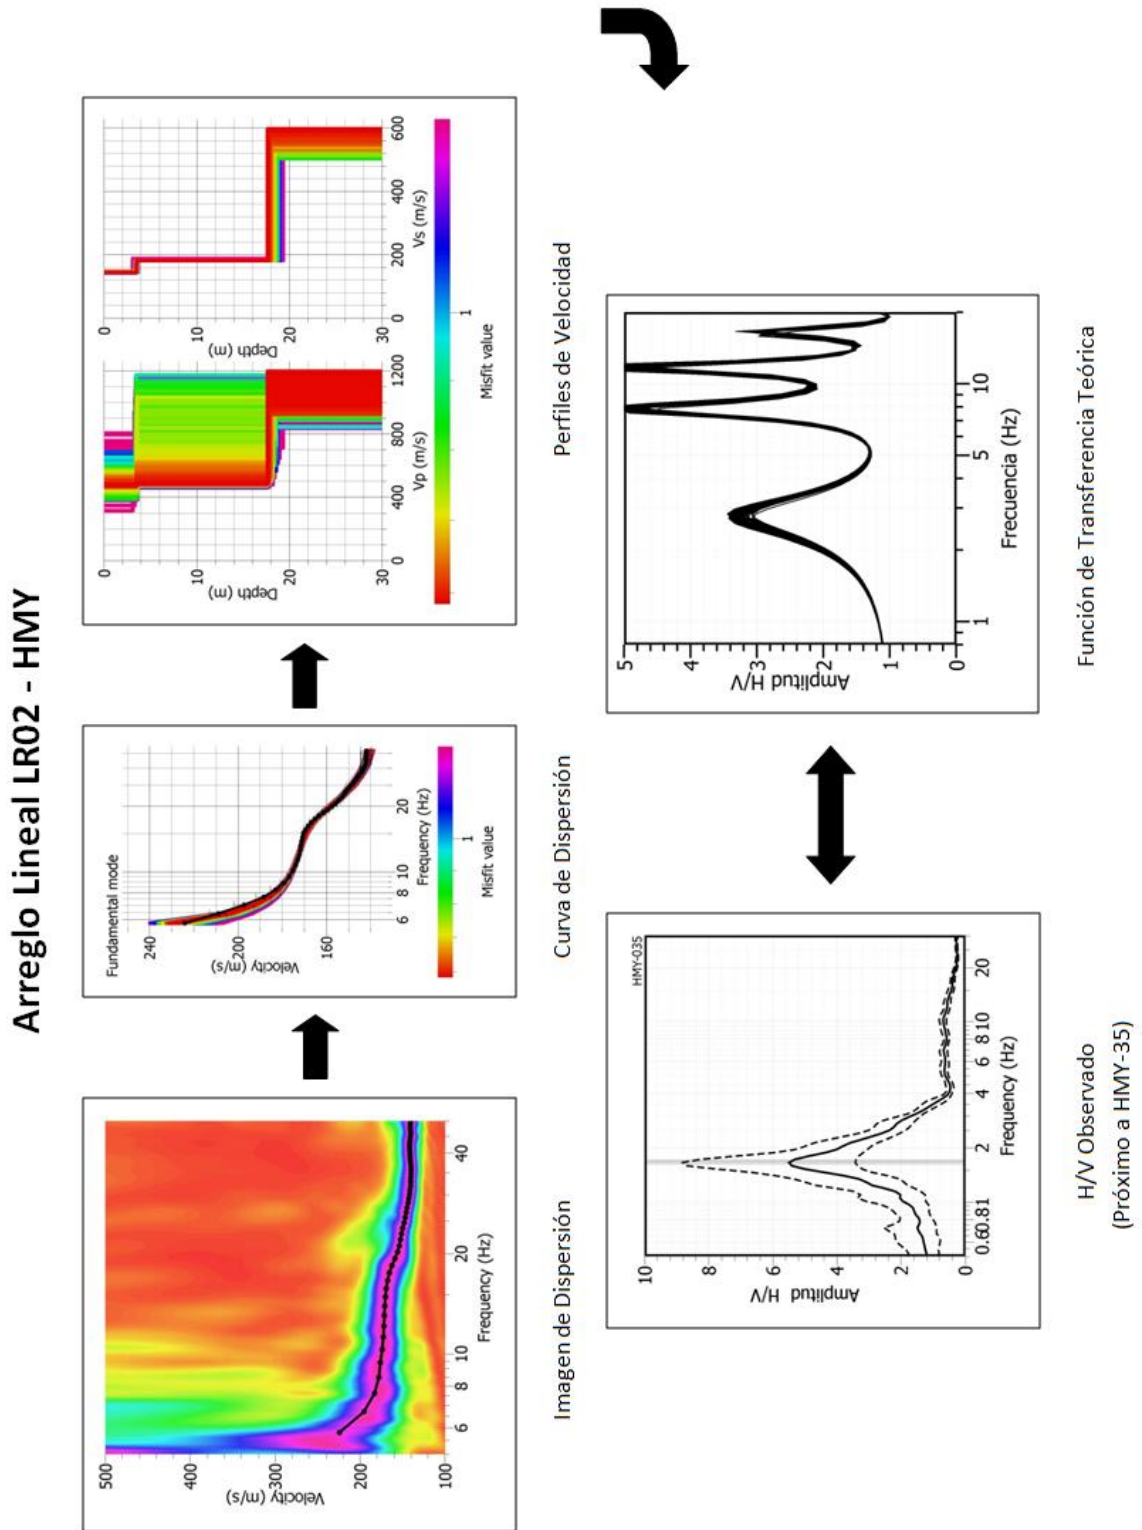 Arreglo Lineal LR02 - HMY
500
400
300
200
100
Velocity (m/s)
6
8
10
20
40
Frequency (Hz)
Imagen de Dispersión
Fundamental mode
240
200
160
Velocity (m/s)
6
8
10
20
Frequency (Hz)
1
Misfit value
Curva de Dispersión
0
10
20
30
Depth (m)
0
400
800
1200
Vp (m/s)
0
10
20
30
Depth (m)
0
200
400
600
Vs (m/s)
1
Misfit value
Perfiles de Velocidad
HMY-035
10
8
6
4
2
0
Amplitud H/V
0.60.81
2
4
6
8 10
20
Frequency (Hz)
H/V Observado
(Próximo a HMY-35)
5
4
3
2
1
0
Amplitud H/V
1
5
10
Frecuencia (Hz)
Función de Transferencia Teórica